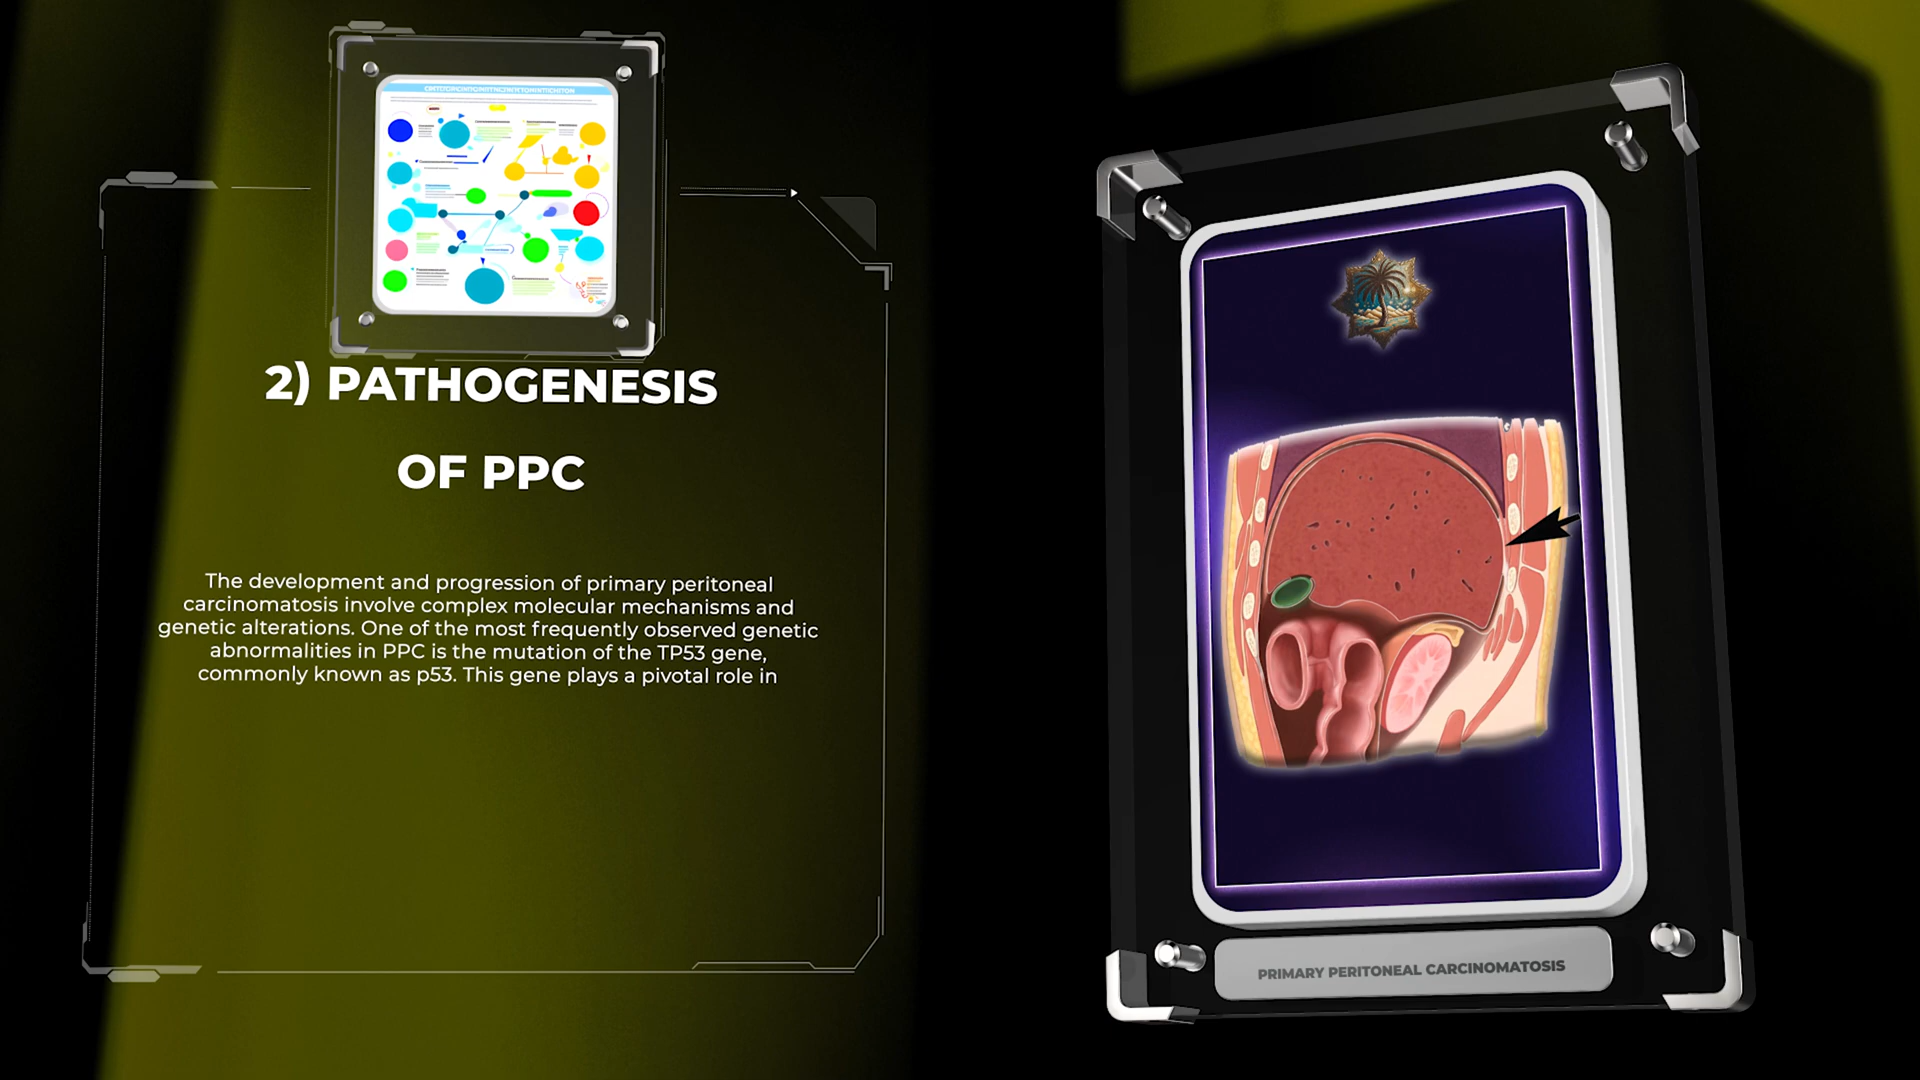 2) PATHOGENESIS
OF PPC
The development and progression of primary peritoneal
carcinomatosis involve complex molecular mechanisms and
genetic alterations. One of the most frequently observed genetic
abnormalities in PPC is the mutation of the TP53 gene,
commonly known as p53. This gene plays a pivotal role in
PRIMARY PERITONEAL CARCINOMATOSIS